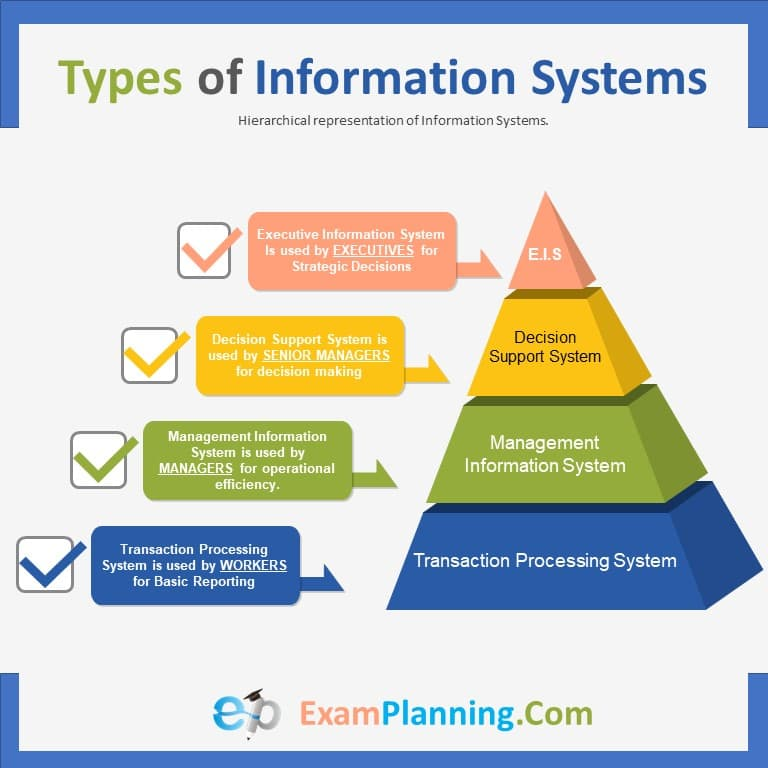 Types of Information Systems
Hierarchical representation of Information Systems.
Executive Information System
Is used by EXECUTIVES for
Strategic Decisions
E.I.S
Decision Support System is
used by SENIOR MANAGERS
for decision making
Decision
Support System
Management Information
System is used by
MANAGERS for operational
efficiency.
Management
Information System
Transaction Processing
System is used by WORKERS
for Basic Reporting
Transaction Processing System
ep ExamPlanning.Com